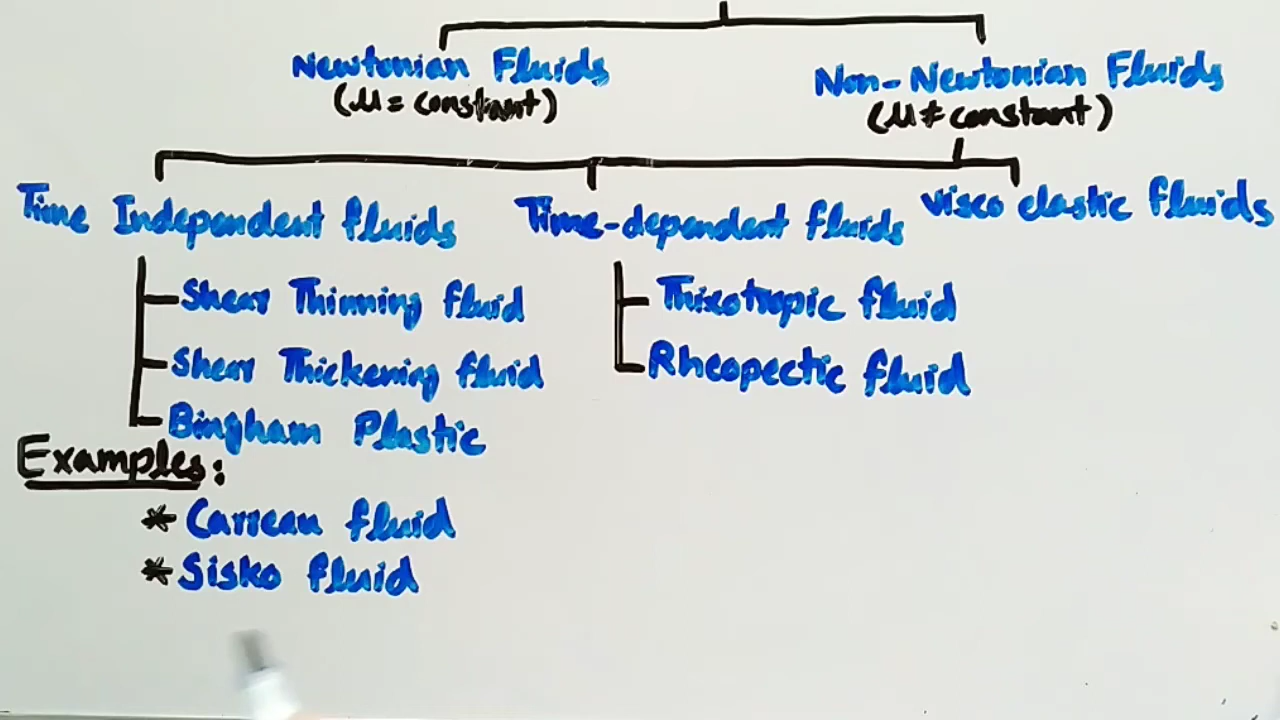 Newtonian Fluids
(μ = constant)
Non-Newtonian Fluids
(μ ≠ constant)
Time Independent fluids
Shear Thinning fluid
Shear Thickening fluid
Bingham Plastic
Time-dependent fluids
Thixotropic fluid
Rheopectic fluid
visco elastic fluids
Examples:
* Carreau fluid
* Sisko fluid